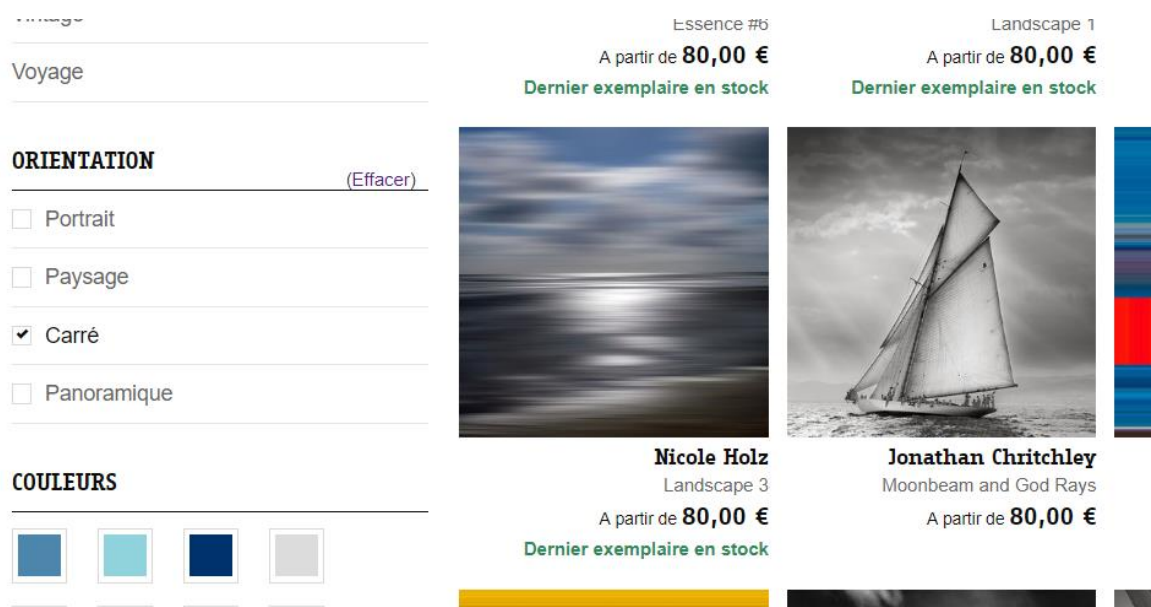 Vintage
Voyage
ORIENTATION
(Effacer)
Portrait
Paysage
Carré
Panoramique
COULEURS
Essence #6
A partir de 80,00 €
Dernier exemplaire en stock
Landscape 1
A partir de 80,00 €
Dernier exemplaire en stock
Nicole Holz
Landscape 3
A partir de 80,00 €
Dernier exemplaire en stock
Jonathan Chritchley
Moonbeam and God Rays
A partir de 80,00 €